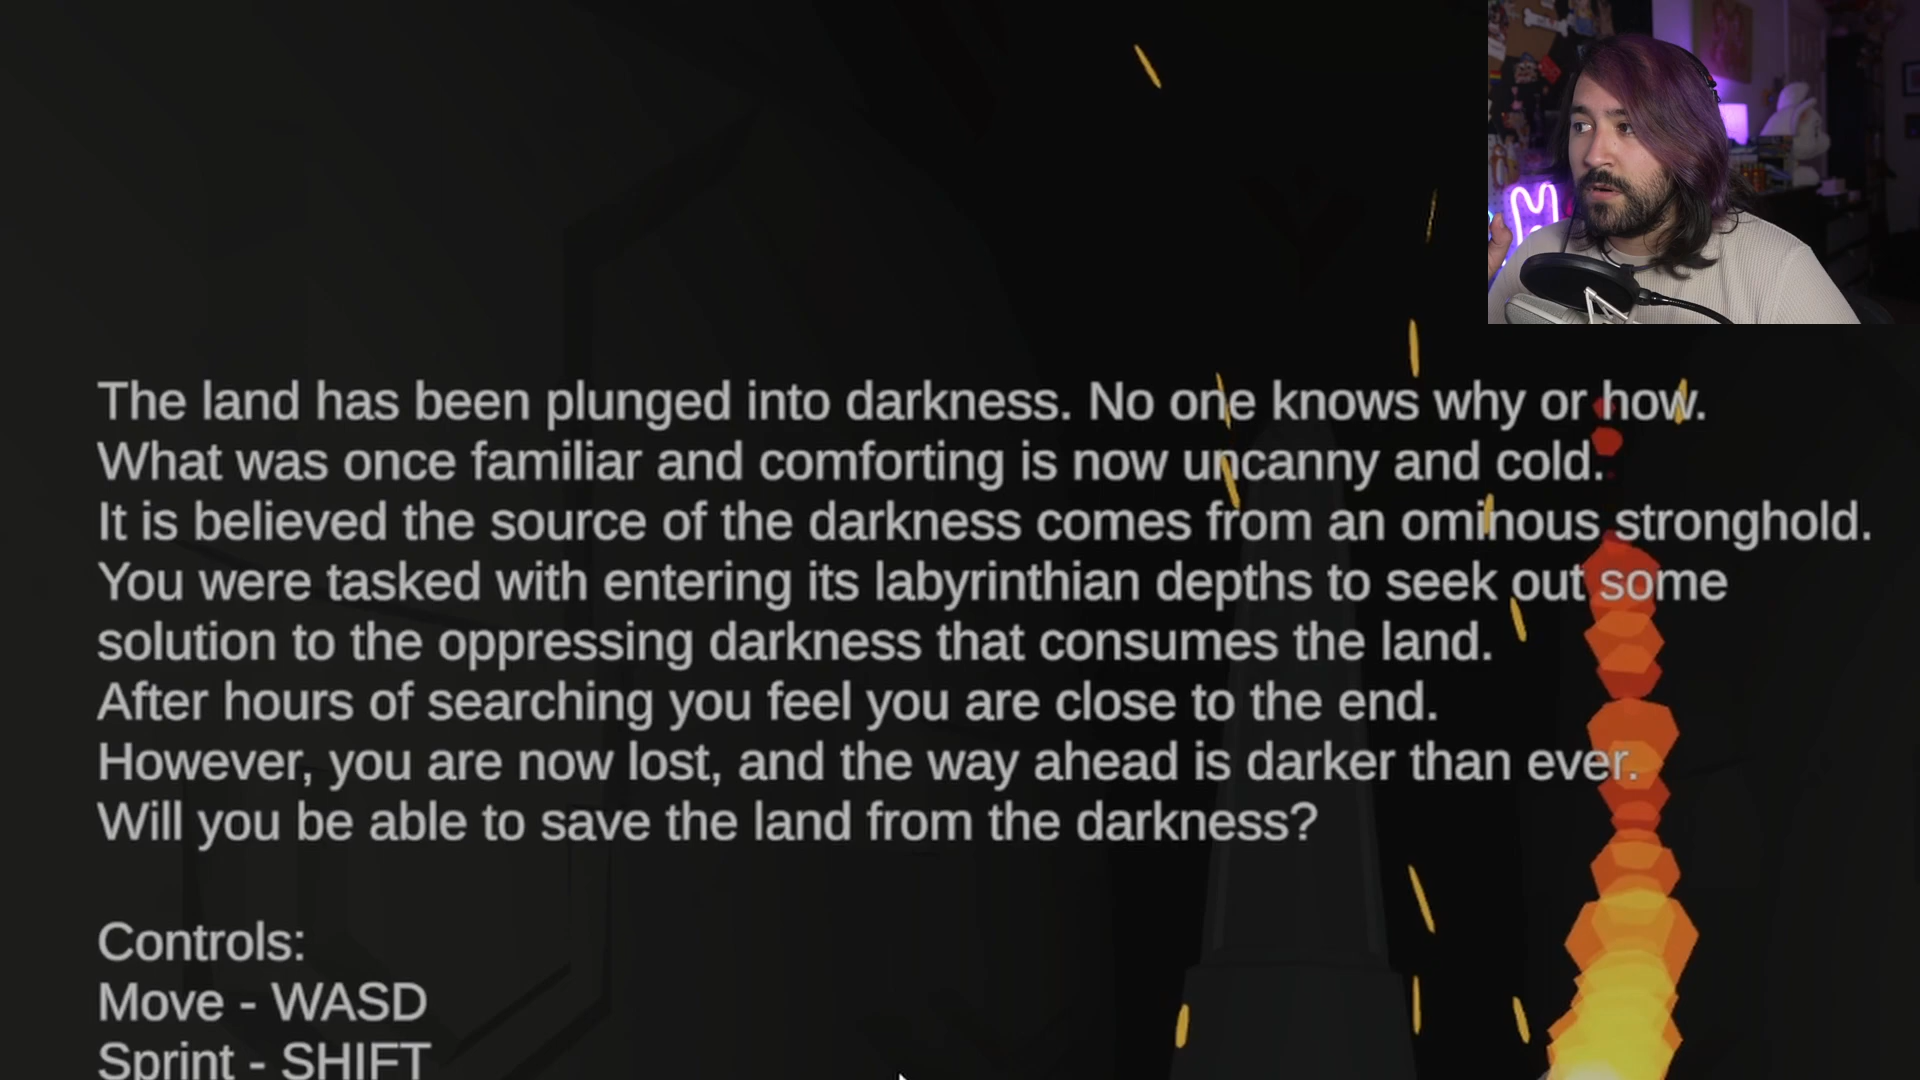 The land has been plunged into darkness. No one knows why or how.
What was once familiar and comforting is now uncanny and cold.
It is believed the source of the darkness comes from an ominous stronghold.
You were tasked with entering its labyrinthian depths to seek out some
solution to the oppressing darkness that consumes the land.
After hours of searching you feel you are close to the end.
However, you are now lost, and the way ahead is darker than ever.
Will you be able to save the land from the darkness?
Controls:
Move - WASD
Sprint - SHIFT